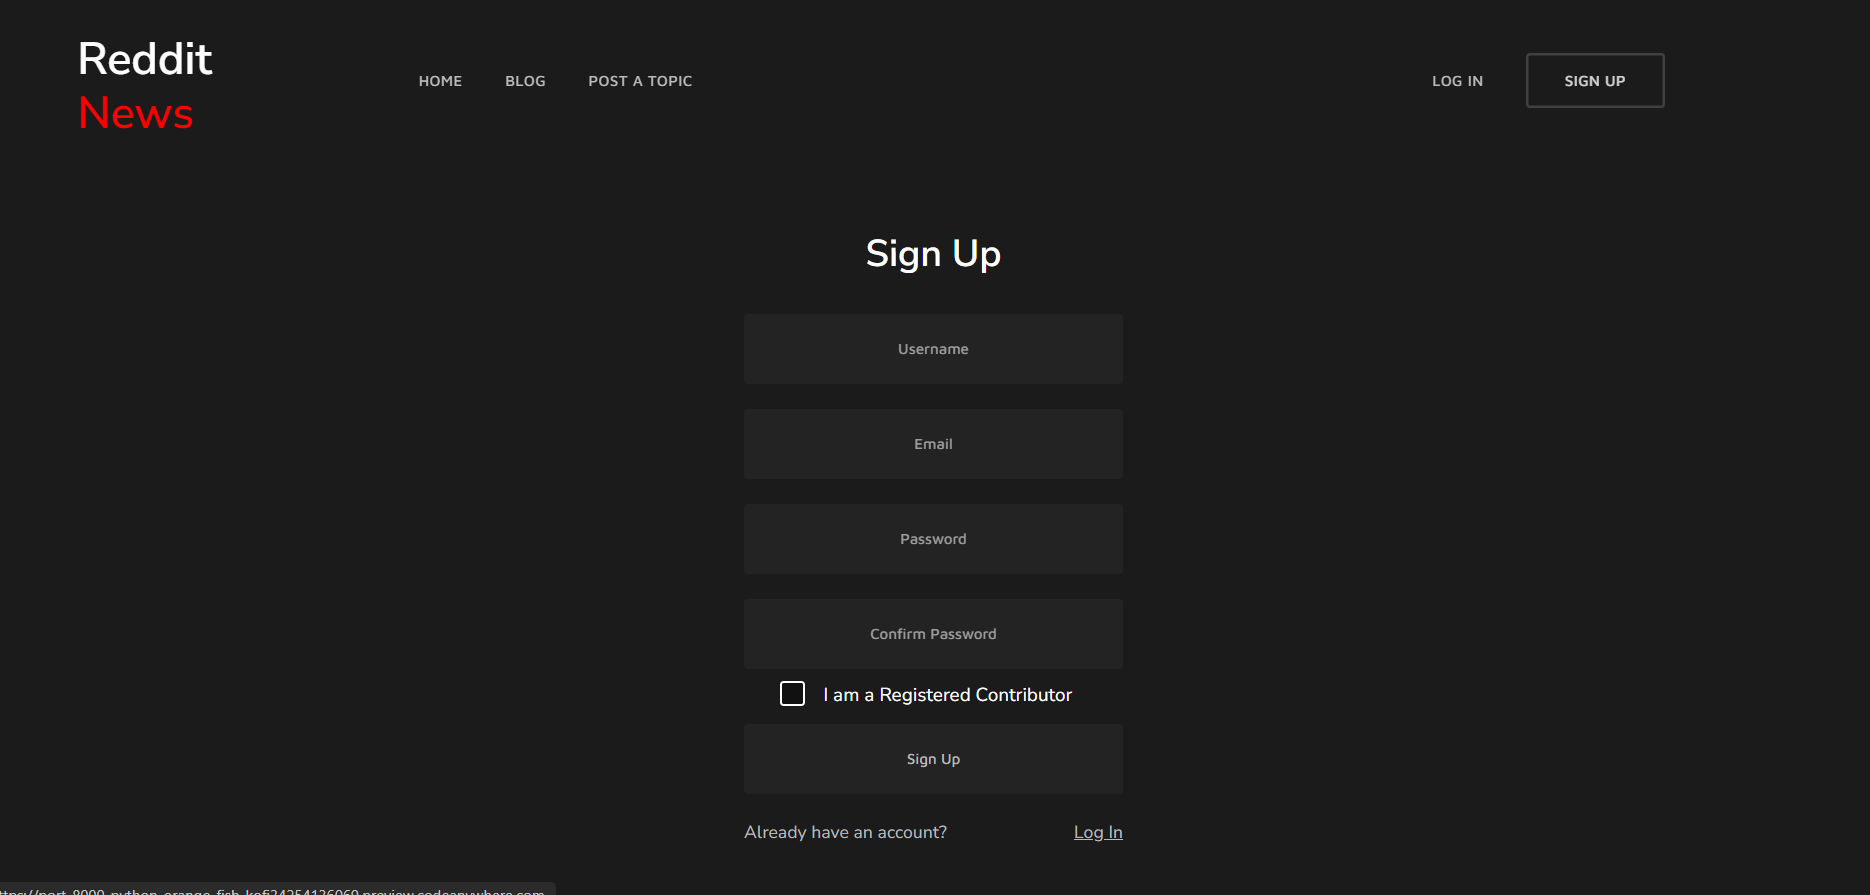 Reddit
News
HOME BLOG POST A TOPIC LOG IN SIGN UP
Sign Up
Username
Email
Password
Confirm Password
I am a Registered Contributor
Sign Up
Already have an account? Log In